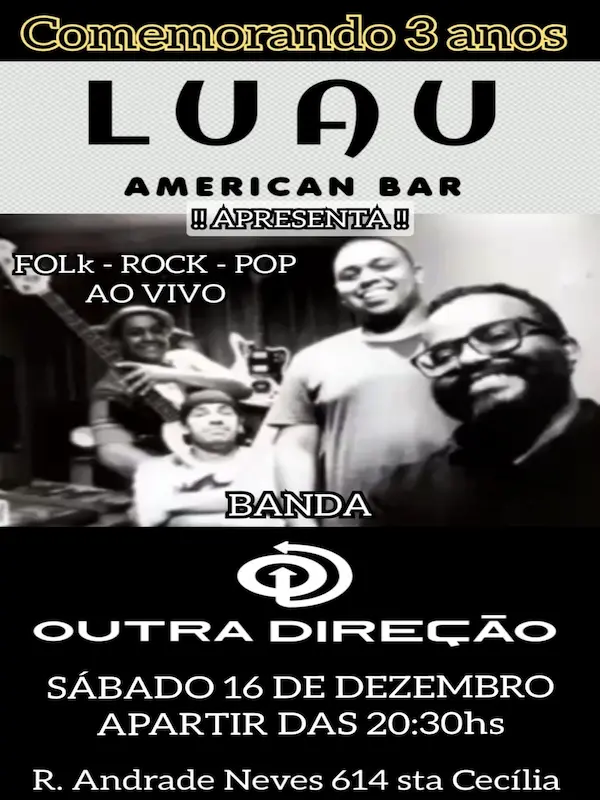 Comemorando 3 anos
LUAU
AMERICAN BAR
!! APRESENTA !!
FOLk - ROCK - POP
AO VIVO
BANDA
OUTRA DIREÇÃO
SÁBADO 16 DE DEZEMBRO
APARTIR DAS 20:30hs
R. Andrade Neves 614 sta Cecília